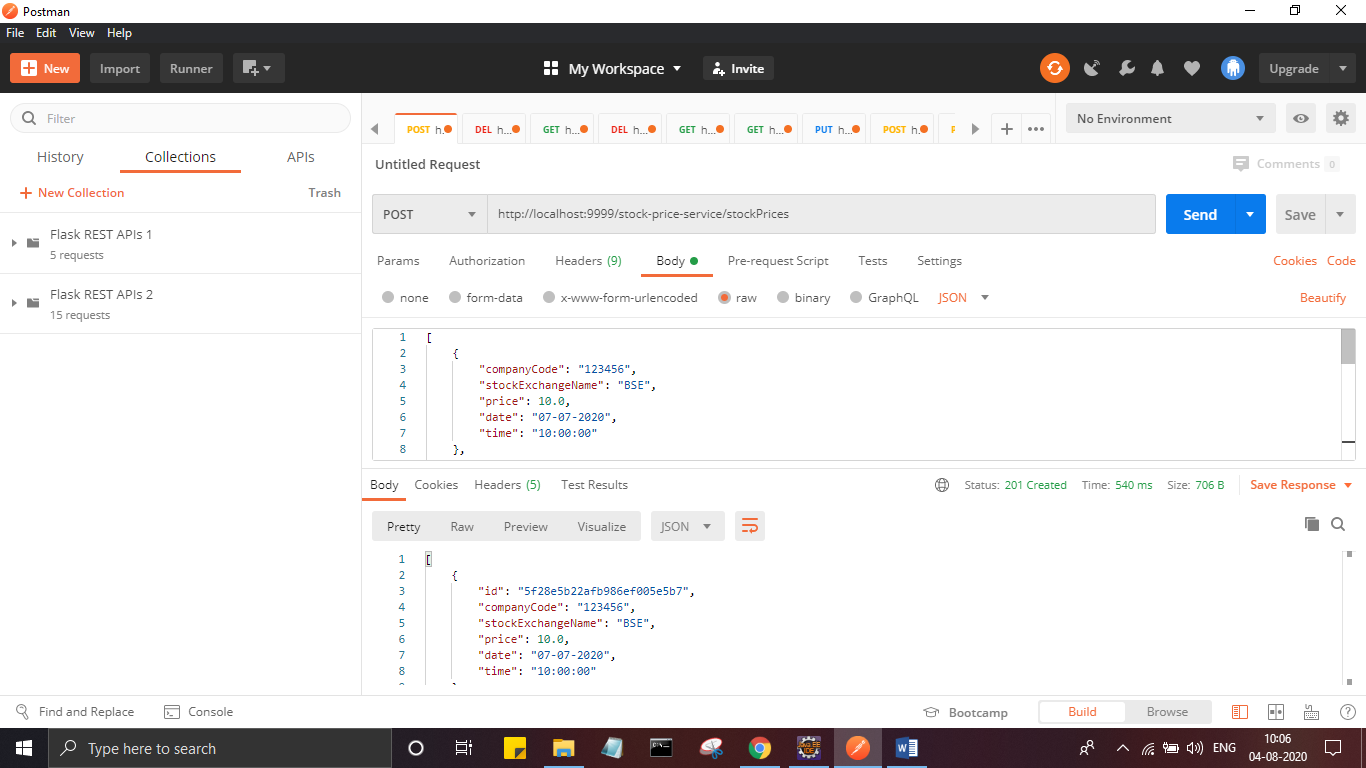 Postman
File Edit View Help
New Import Runner My Workspace Invite Upgrade
Filter
History Collections APIs
New Collection Trash
Flask REST APIs 1
5 requests
Flask REST APIs 2
15 requests
POST h... DEL h... GET h... DEL h... GET h... GET h... PUT h... POST h... No Environment
Untitled Request Comments 0
POST http://localhost:9999/stock-price-service/stockPrices Send Save
Params Authorization Headers (9) Body Pre-request Script Tests Settings Cookies Code
none form-data x-www-form-urlencoded raw binary GraphQL JSON Beautify
1 [
2 {
3 "companyCode": "123456",
4 "stockExchangeName": "BSE",
5 "price": 10.0,
6 "date": "07-07-2020",
7 "time": "10:00:00"
8 },
Body Cookies Headers (5) Test Results Status: 201 Created Time: 540 ms Size: 706 B Save Response
Pretty Raw Preview Visualize JSON
1 [
2 {
3 "id": "5f28e5b22afb986ef005e5b7",
4 "companyCode": "123456",
5 "stockExchangeName": "BSE",
6 "price": 10.0,
7 "date": "07-07-2020",
8 "time": "10:00:00"
Find and Replace Console Bootcamp Build Browse
Type here to search Java EE IDE ENG 10:06
04-08-2020